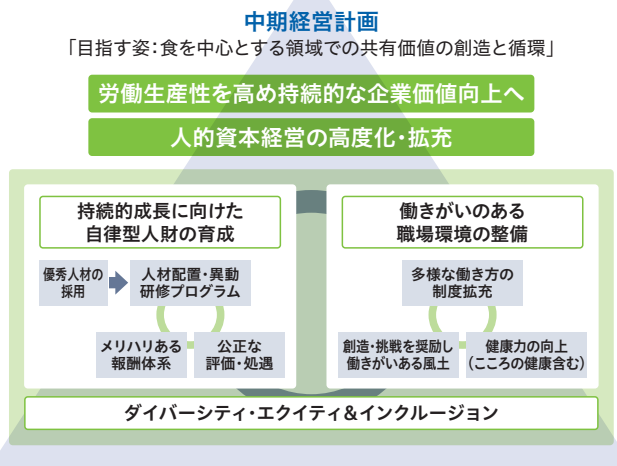 中期経営計画
「目指す姿：食を中心とする領域での共有価値の創造と循環」
労働生産性を高め持続的な企業価値向上へ
人的資本経営の高度化・拡充
持続的成長に向けた
自律型人財の育成
優秀人材の
採用
人材配置・異動
研修プログラム
メリハリある
報酬体系
公正な
評価・処遇
働きがいのある
職場環境の整備
多様な働き方の
制度拡充
創造・挑戦を奨励し
働きがいある風土
健康力の向上
（こころの健康含む）
ダイバーシティ・エクイティ＆インクルージョン